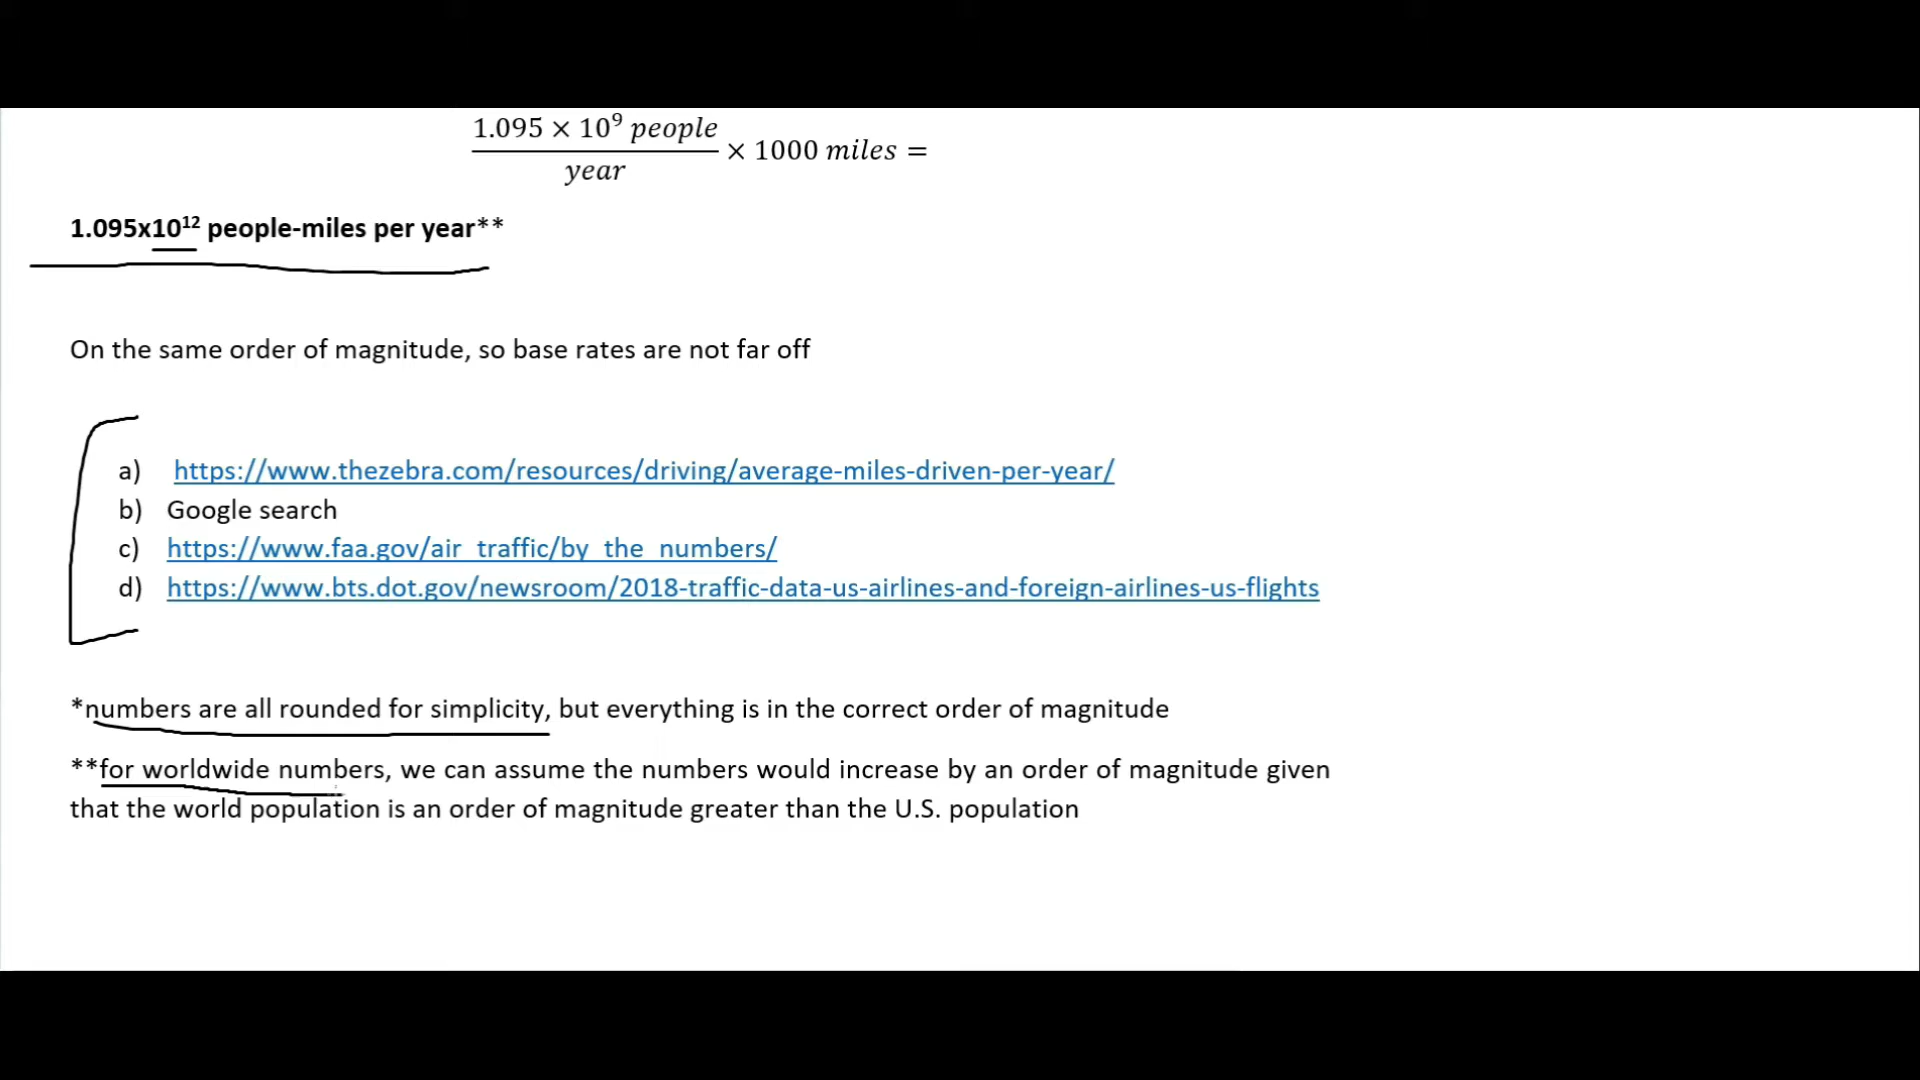 1.095 × 10⁹ people
year
× 1000 miles =
1.095x10¹² people-miles per year**
On the same order of magnitude, so base rates are not far off
a) https://www.thezebra.com/resources/driving/average-miles-driven-per-year/
b) Google search
c) https://www.faa.gov/air_traffic/by_the_numbers/
d) https://www.bts.dot.gov/newsroom/2018-traffic-data-us-airlines-and-foreign-airlines-us-flights
*numbers are all rounded for simplicity, but everything is in the correct order of magnitude
**for worldwide numbers, we can assume the numbers would increase by an order of magnitude given
that the world population is an order of magnitude greater than the U.S. population